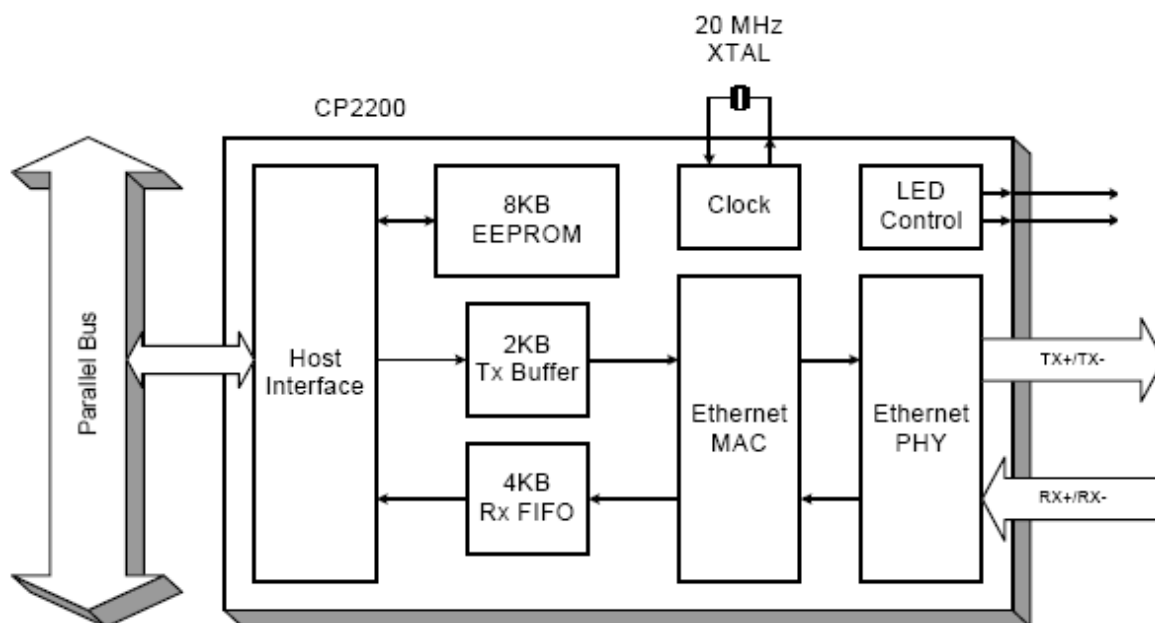 20 MHz
XTAL
CP2200
8KB
EEPROM
Clock
LED
Control
Parallel Bus
Host
Interface
2KB
Tx Buffer
Ethernet
MAC
Ethernet
PHY
TX+/TX-
4KB
Rx FIFO
RX+/RX-